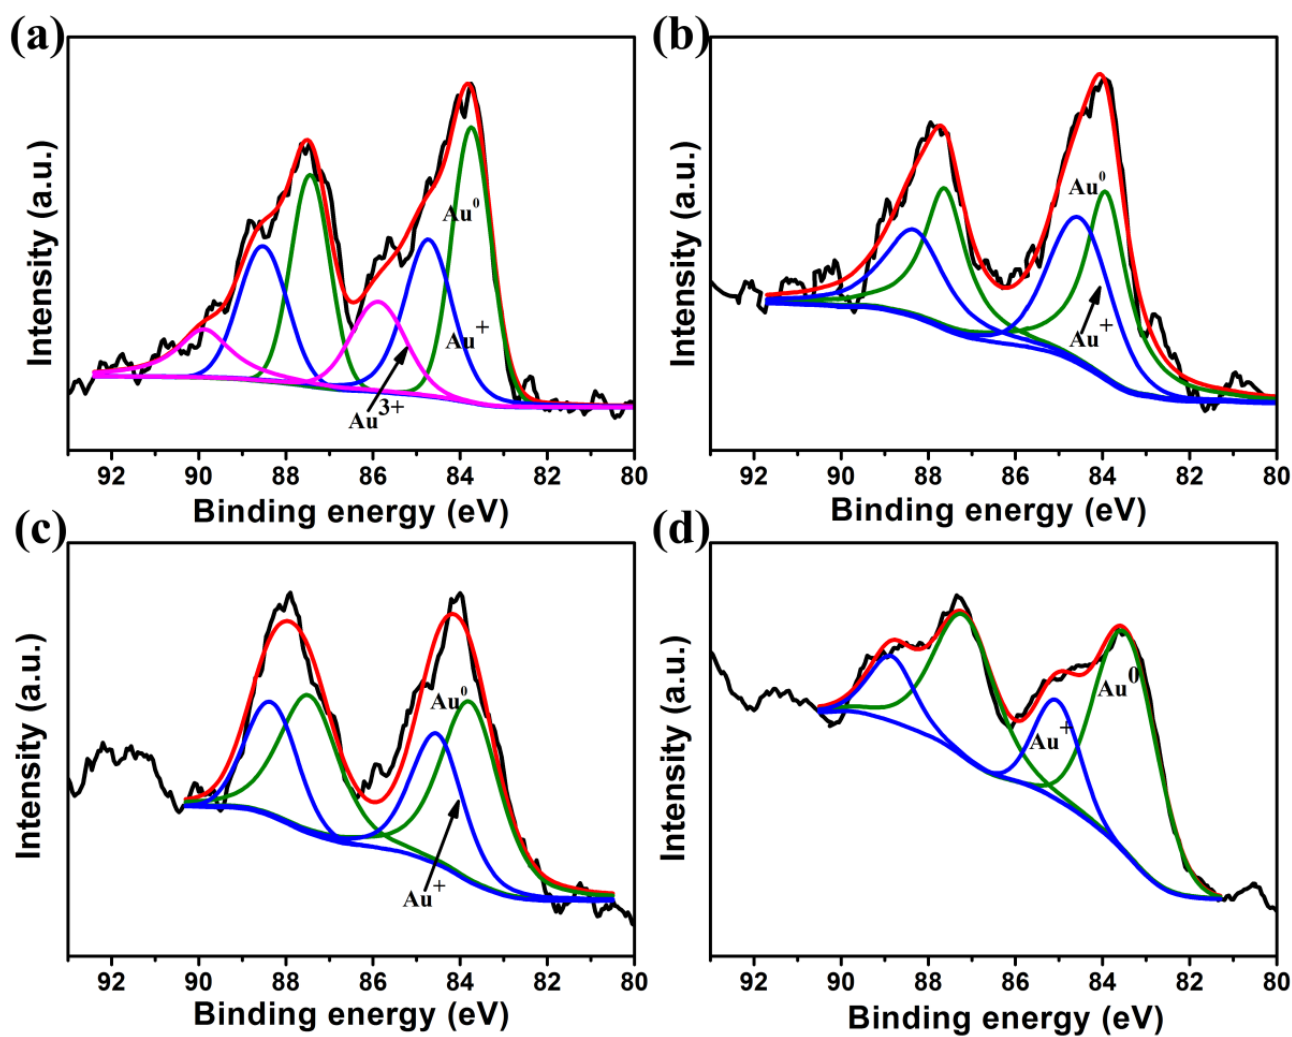 (a)
Intensity (a.u.)
Au0
Au+
Au3+
92 90 88 86 84 82 80
Binding energy (eV)
(b)
Intensity (a.u.)
Au0
Au+
92 90 88 86 84 82 80
Binding energy (eV)
(c)
Intensity (a.u.)
Au0
Au+
92 90 88 86 84 82 80
Binding energy (eV)
(d)
Intensity (a.u.)
Au0
Au+
92 90 88 86 84 82 80
Binding energy (eV)